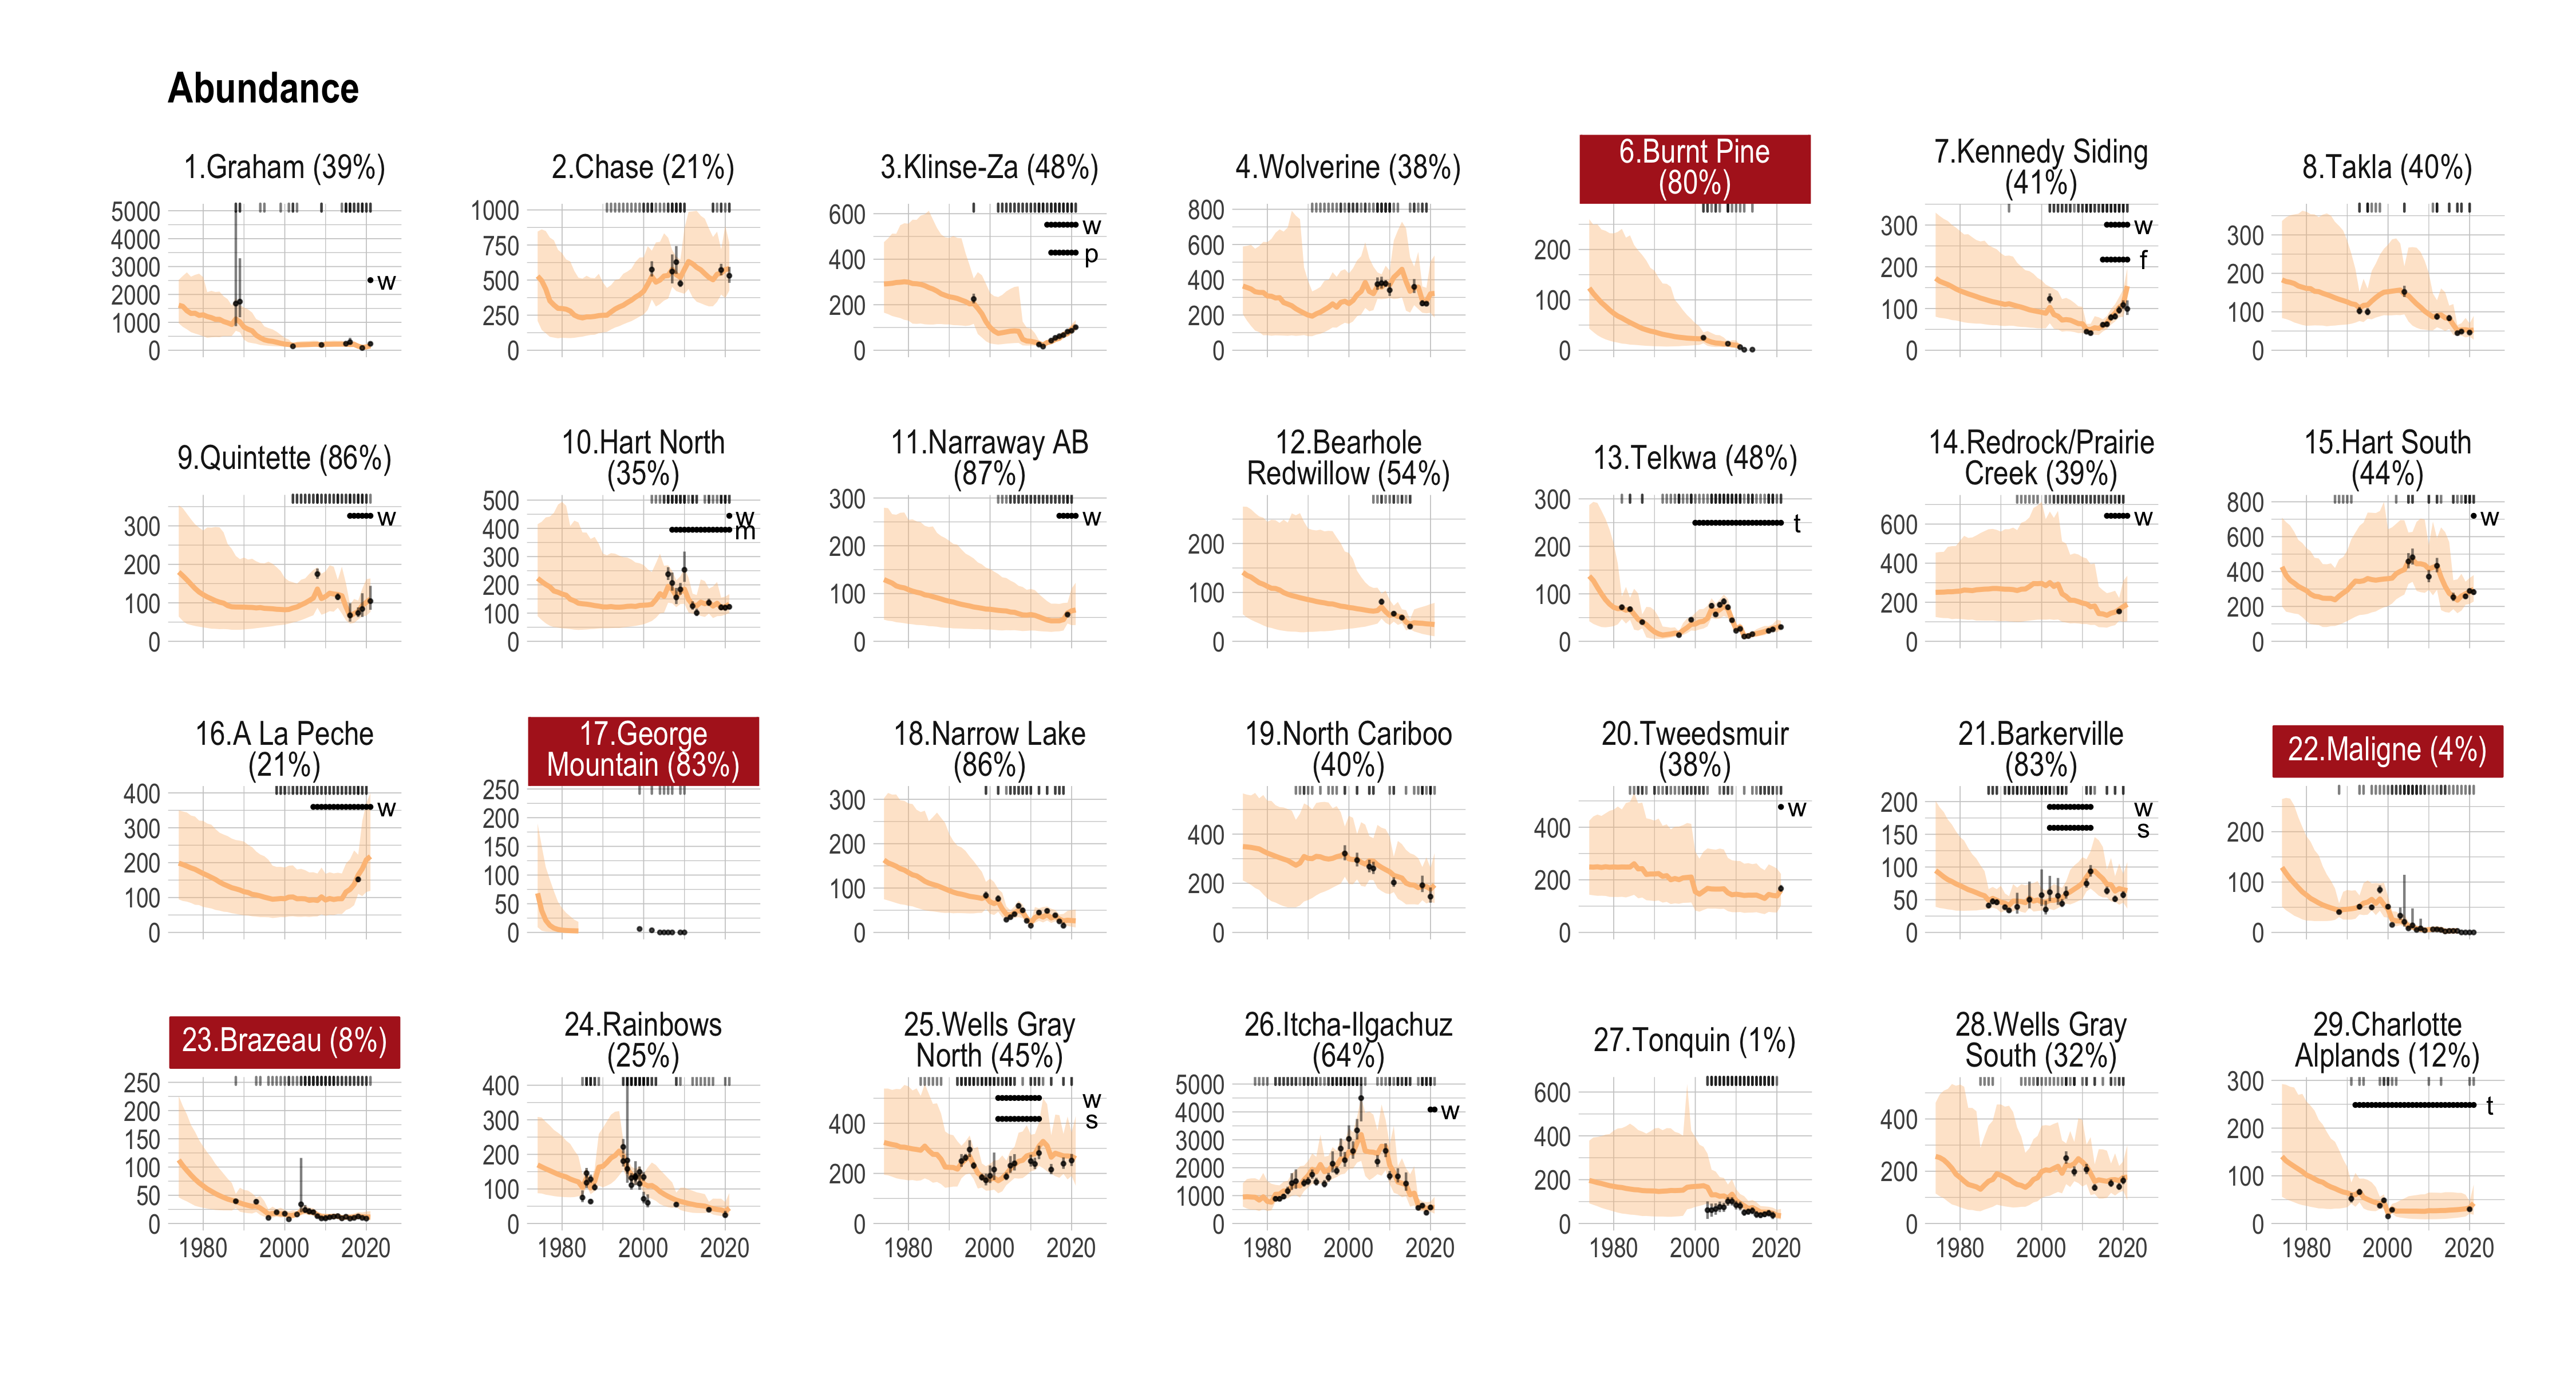 Abundance
1.Graham (39%)
5000
4000
3000
2000
1000
0
w
2.Chase (21%)
1000
750
500
250
0
3.Klinse-Za (48%)
600
400
200
0
w
p
4.Wolverine (38%)
800
600
400
200
0
6.Burnt Pine
(80%)
200
100
0
7.Kennedy Siding
(41%)
300
200
100
0
w
f
8.Takla (40%)
300
200
100
0
9.Quintette (86%)
300
200
100
0
w
10.Hart North
(35%)
500
400
300
200
100
0
w
m
11.Narraway AB
(87%)
300
200
100
0
w
12.Bearhole
Redwillow (54%)
200
100
0
13.Telkwa (48%)
300
200
100
0
t
14.Redrock/Prairie
Creek (39%)
600
400
200
0
w
15.Hart South
(44%)
800
600
400
200
0
w
16.A La Peche
(21%)
400
300
200
100
0
w
17.George
Mountain (83%)
250
200
150
100
50
0
18.Narrow Lake
(86%)
300
200
100
0
19.North Cariboo
(40%)
400
200
0
20.Tweedsmuir
(38%)
400
200
0
w
21.Barkerville
(83%)
200
150
100
50
0
w
s
22.Maligne (4%)
200
100
0
23.Brazeau (8%)
250
200
150
100
50
0
1980 2000 2020
24.Rainbows
(25%)
400
300
200
100
0
1980 2000 2020
25.Wells Gray
North (45%)
400
200
0
w
s
1980 2000 2020
26.Itcha-Ilgachuz
(64%)
5000
4000
3000
2000
1000
0
w
1980 2000 2020
27.Tonquin (1%)
600
400
200
0
1980 2000 2020
28.Wells Gray
South (32%)
400
200
0
1980 2000 2020
29.Charlotte
Alplands (12%)
300
200
100
0
t
1980 2000 2020